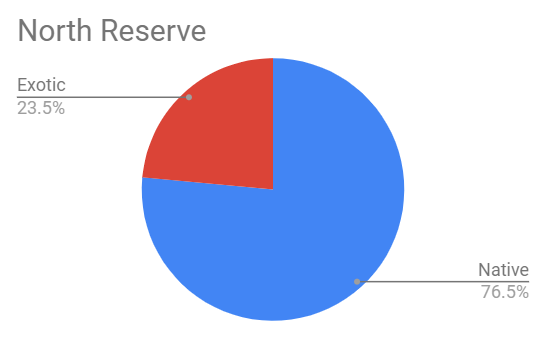 North Reserve
Exotic
23.5%
Native
76.5%